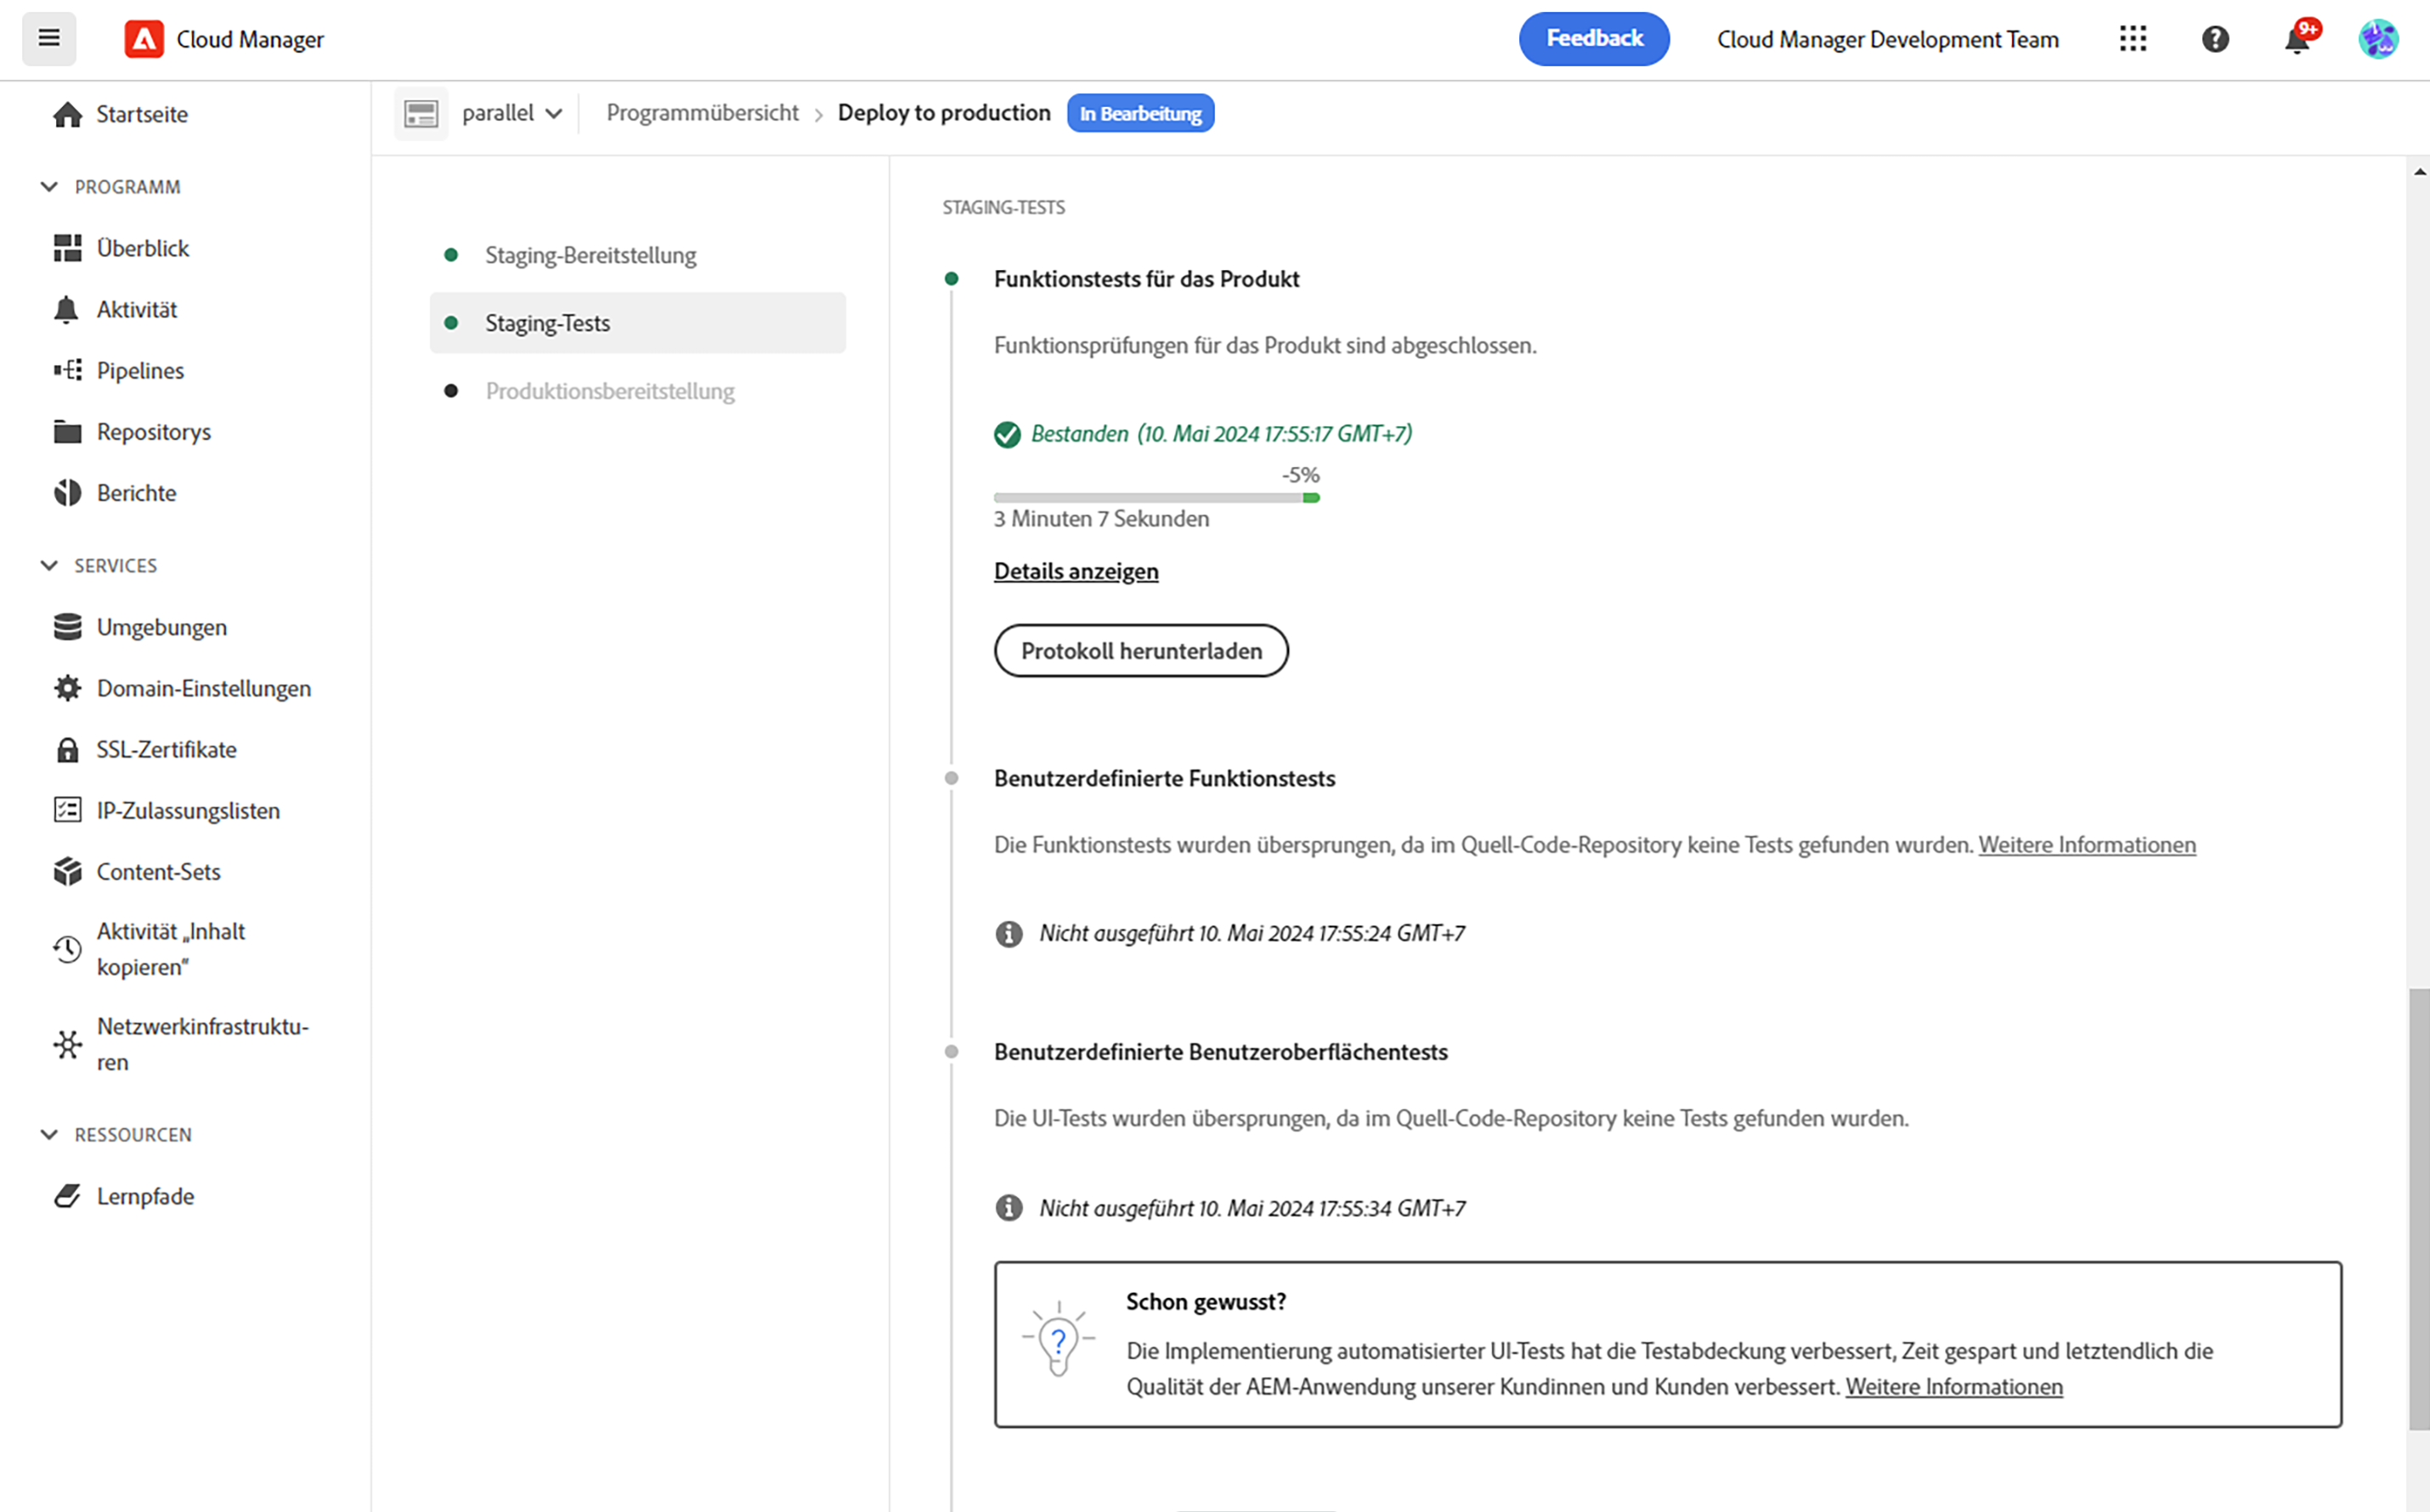 Cloud Manager
Feedback
Cloud Manager Development Team
9+
Startseite
PROGRAMM
Überblick
Aktivität
Pipelines
Repositorys
Berichte
SERVICES
Umgebungen
Domain-Einstellungen
SSL-Zertifikate
IP-Zulassungslisten
Content-Sets
Aktivität „Inhalt
kopieren“
Netzwerkinfrastruktu-
ren
RESSOURCEN
Lernpfade
parallel
Programmübersicht > Deploy to production In Bearbeitung
Staging-Bereitstellung
Staging-Tests
Produktionsbereitstellung
STAGING-TESTS
Funktionstests für das Produkt
Funktionsprüfungen für das Produkt sind abgeschlossen.
Bestanden (10. Mai 2024 17:55:17 GMT+7)
-5%
3 Minuten 7 Sekunden
Details anzeigen
Protokoll herunterladen
Benutzerdefinierte Funktionstests
Die Funktionstests wurden übersprungen, da im Quell-Code-Repository keine Tests gefunden wurden. Weitere Informationen
Nicht ausgeführt 10. Mai 2024 17:55:24 GMT+7
Benutzerdefinierte Benutzeroberflächentests
Die UI-Tests wurden übersprungen, da im Quell-Code-Repository keine Tests gefunden wurden.
Nicht ausgeführt 10. Mai 2024 17:55:34 GMT+7
Schon gewusst?
Die Implementierung automatisierter UI-Tests hat die Testabdeckung verbessert, Zeit gespart und letztendlich die
Qualität der AEM-Anwendung unserer Kundinnen und Kunden verbessert. Weitere Informationen